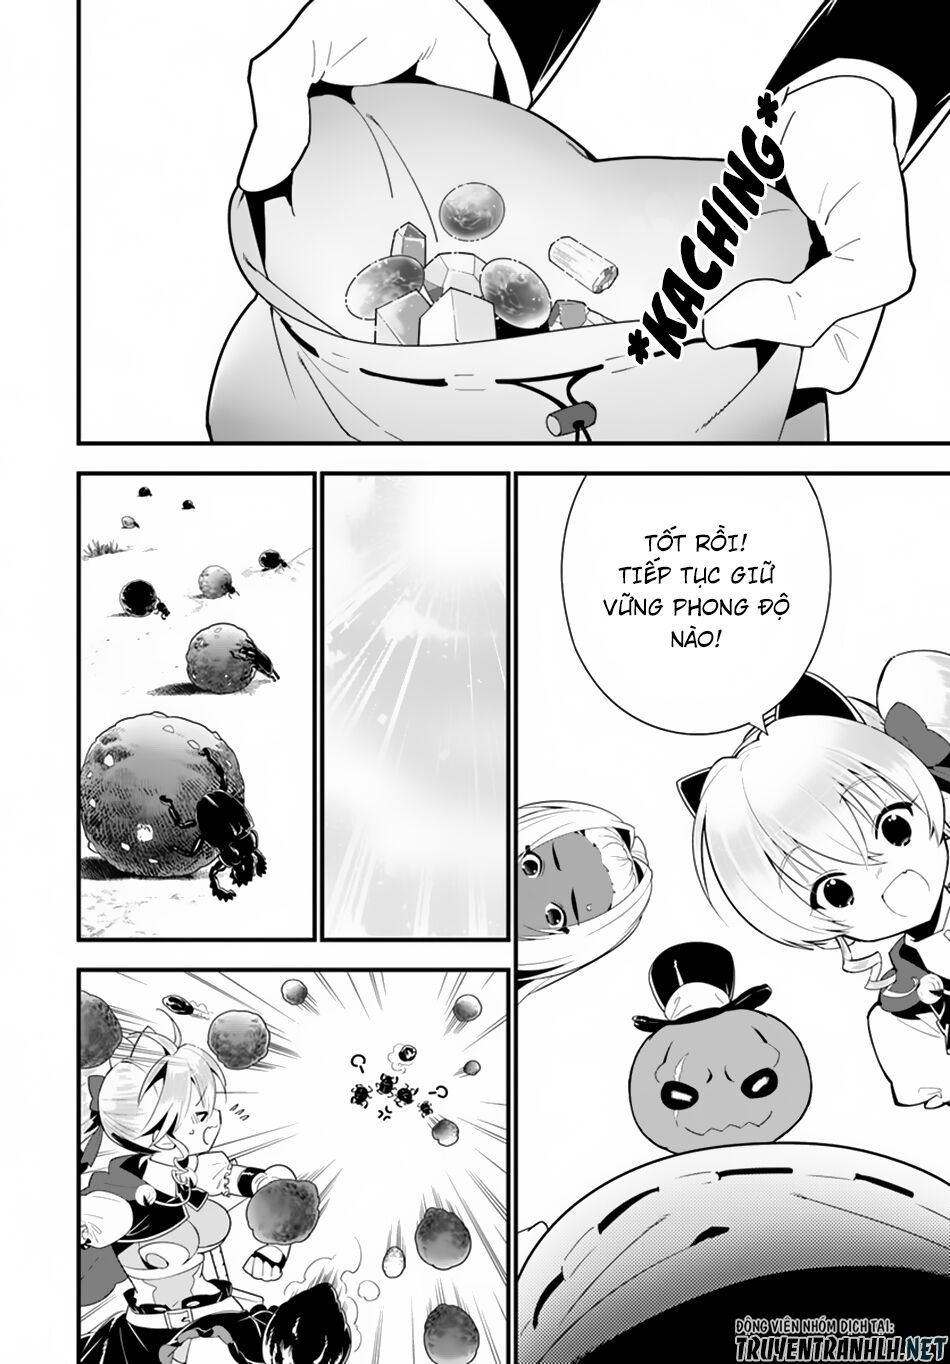 *KACHING*
TỐT RỒI!
TIẾP TỤC GIỮ
VỮNG PHONG ĐỘ
NÀO!
ĐỘNG VIÊN NHÓM DỊCH TẠI:
TRUYENTRANHLH.NET